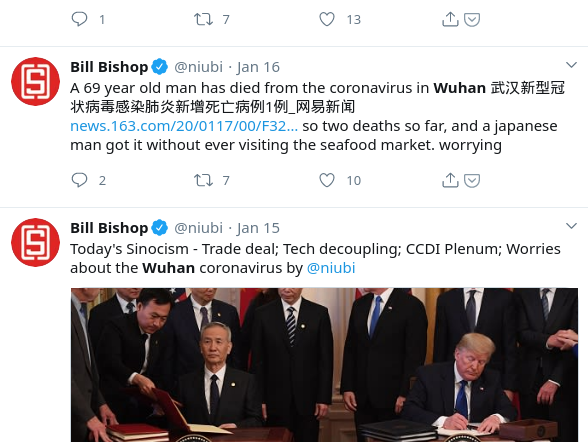 1 7 13
Bill Bishop @niubi · Jan 16
A 69 year old man has died from the coronavirus in Wuhan 武汉新型冠
状病毒感染肺炎新增死亡病例1例_网易新闻
news.163.com/20/0117/00/F32... so two deaths so far, and a japanese
man got it without ever visiting the seafood market. worrying
2 7 10
Bill Bishop @niubi · Jan 15
Today's Sinocism - Trade deal; Tech decoupling; CCDI Plenum; Worries
about the Wuhan coronavirus by @niubi